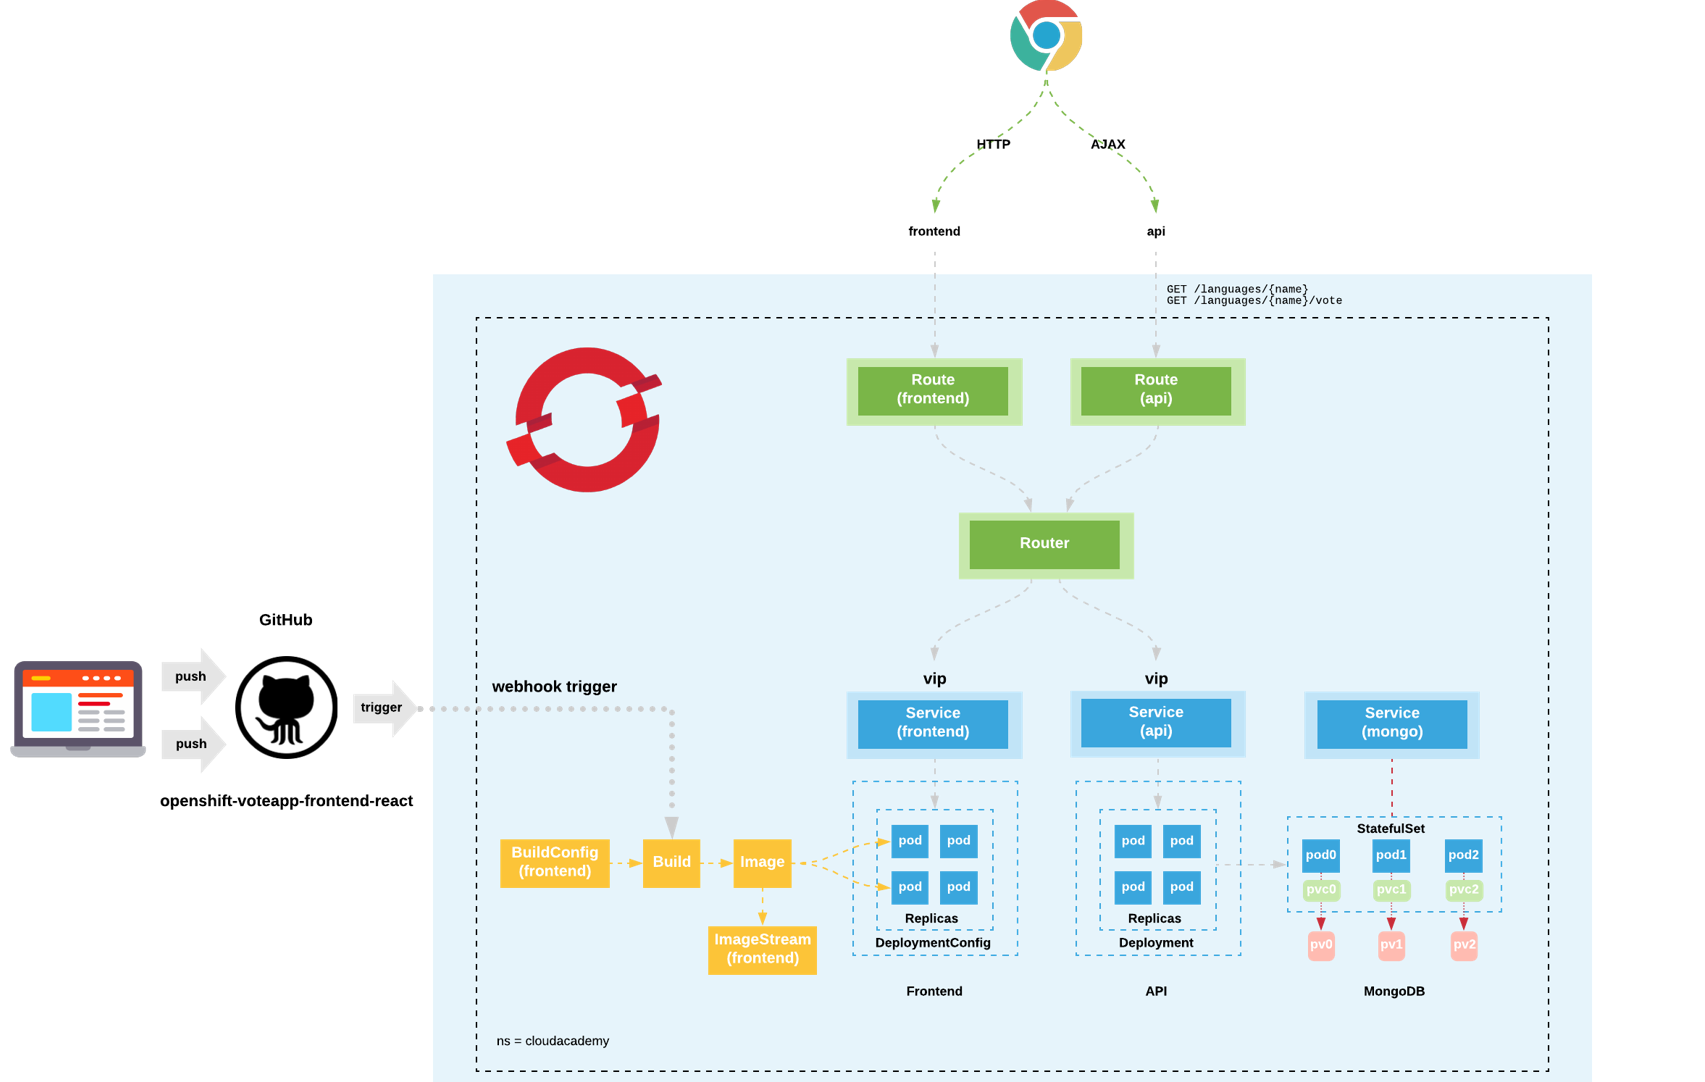 HTTP
AJAX
frontend
api
GET /languages/{name}
GET /languages/{name}/vote
Route
(frontend)
Route
(api)
Router
GitHub
push
push
trigger
openshift-voteapp-frontend-react
webhook trigger
vip
vip
Service
(frontend)
Service
(api)
Service
(mongo)
BuildConfig
(frontend)
Build
Image
ImageStream
(frontend)
pod
pod
pod
pod
Replicas
DeploymentConfig
pod
pod
pod
pod
Replicas
Deployment
StatefulSet
pod0
pod1
pod2
pvc0
pvc1
pvc2
pv0
pv1
pv2
Frontend
API
MongoDB
ns = cloudacademy